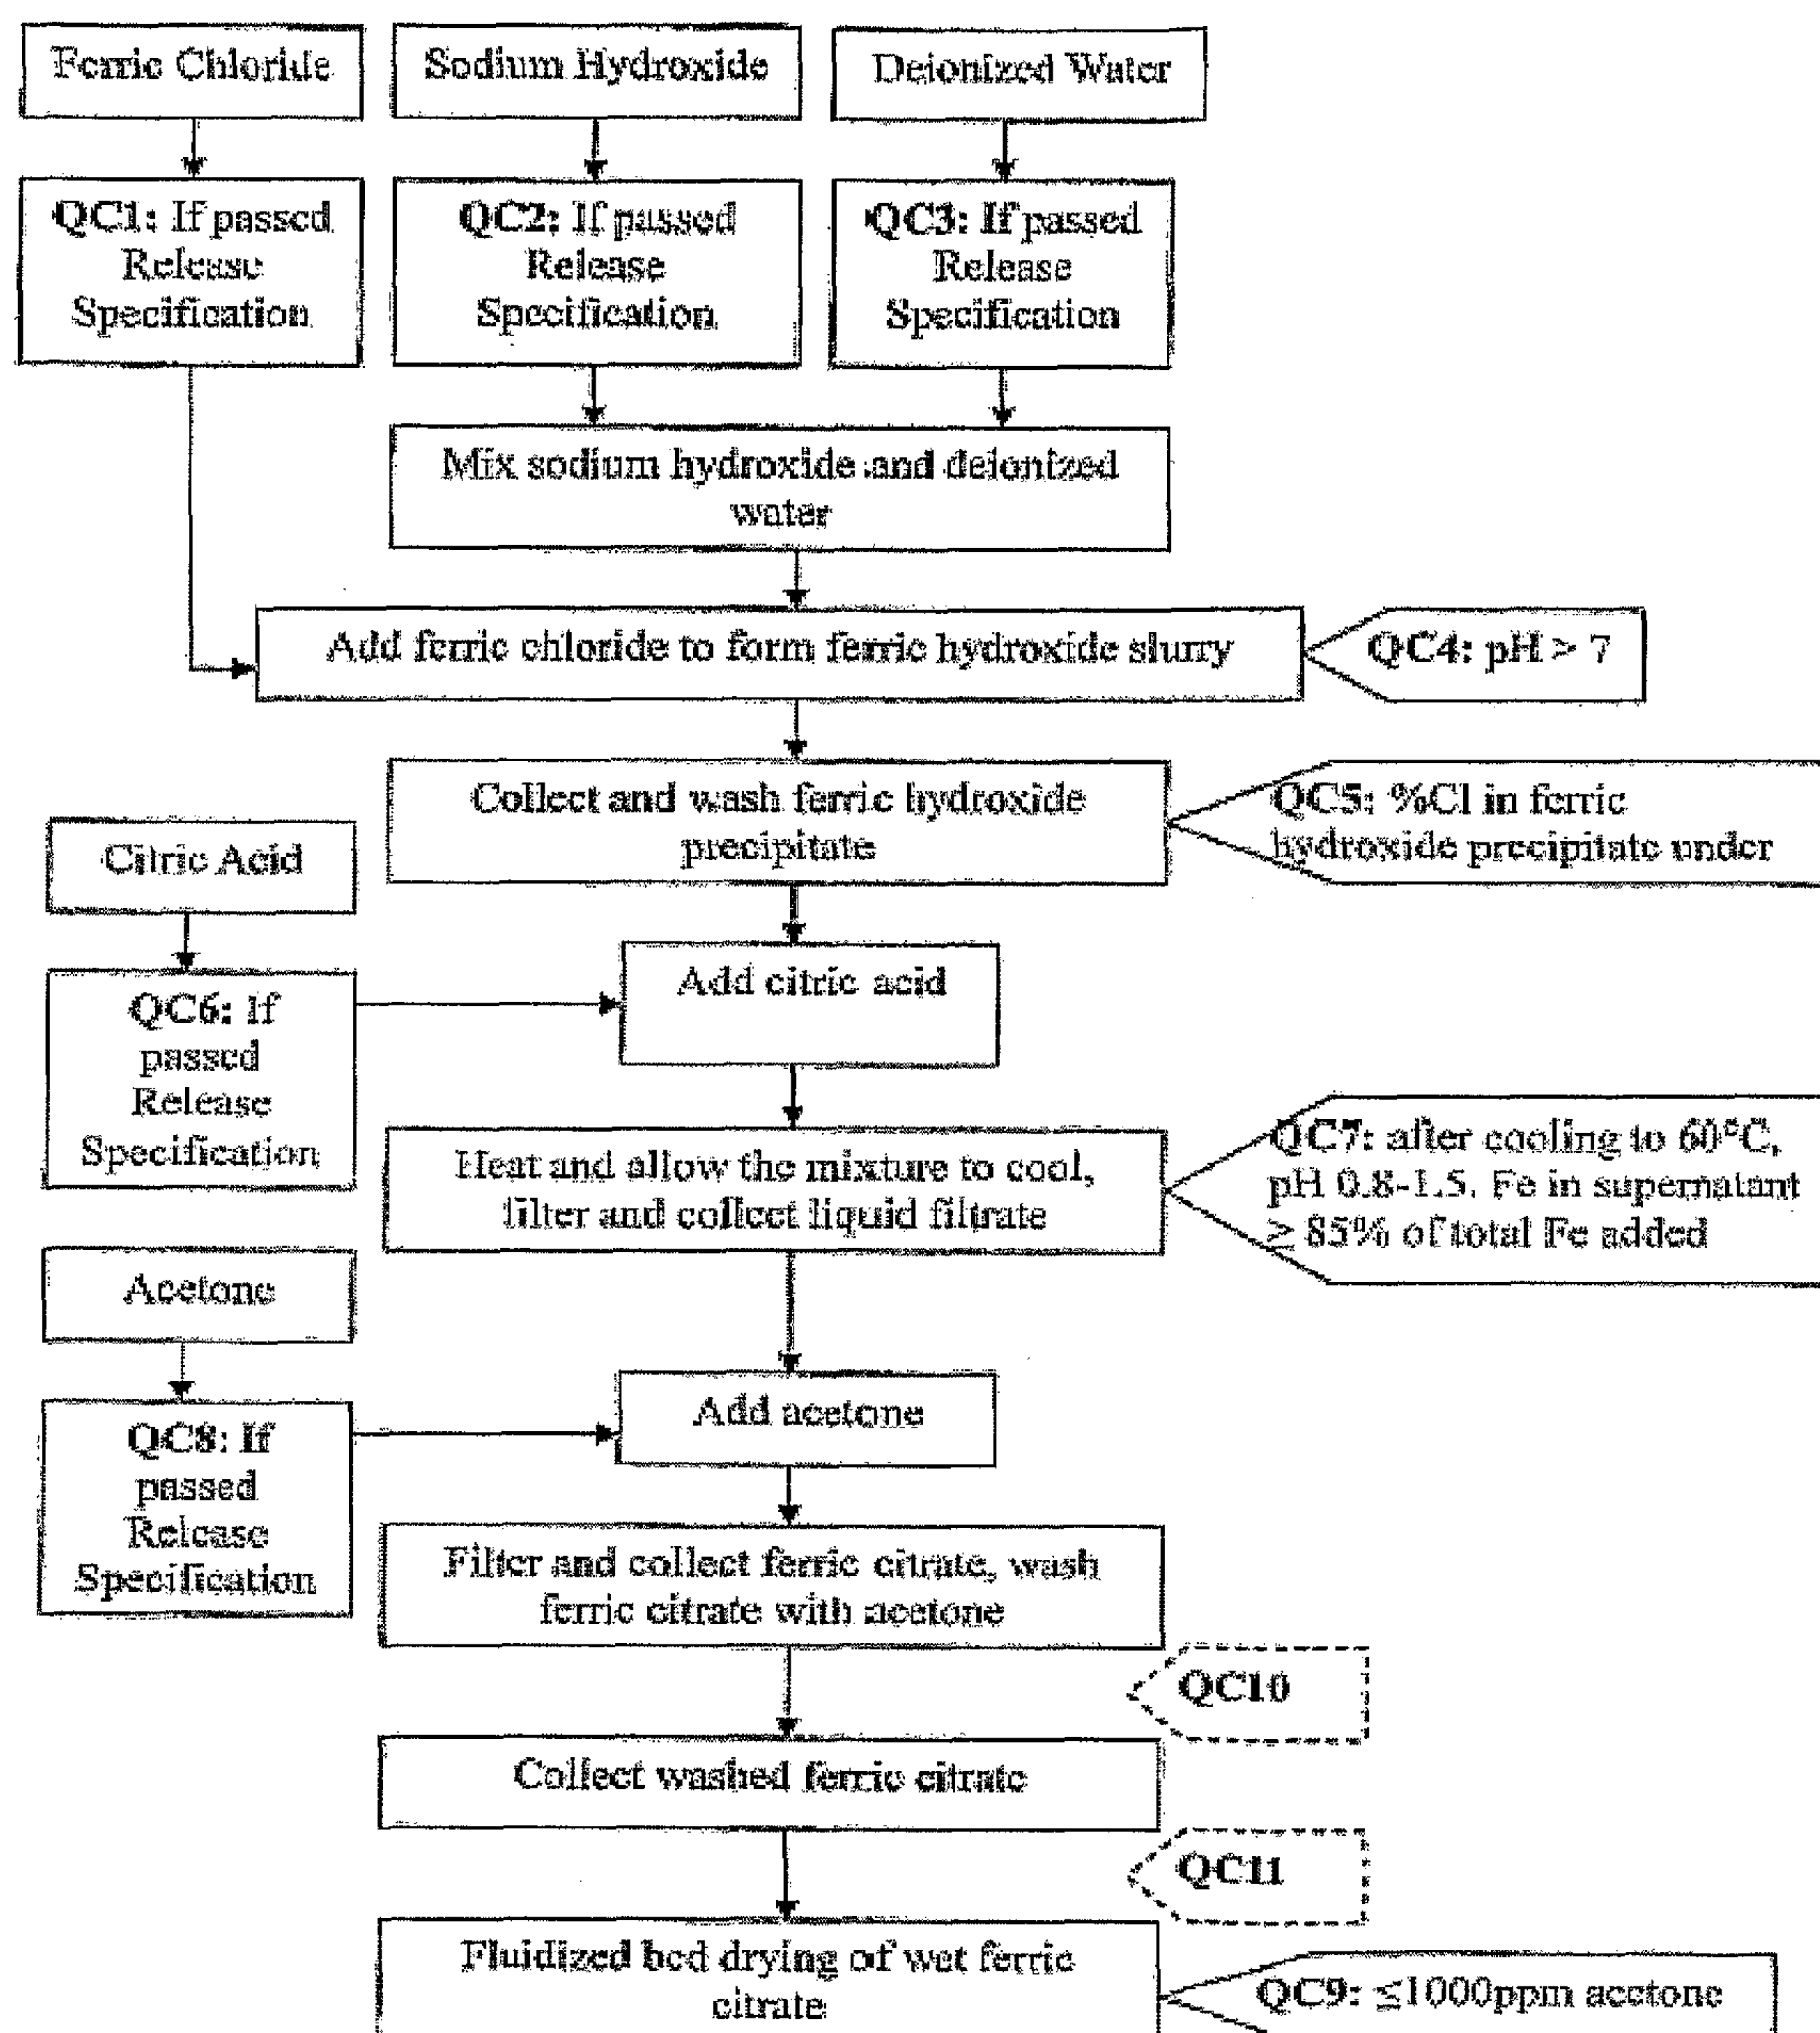 Ferric Chloride
Sodium Hydroxide
Deionized Water
QC1: If passed
Release
Specification
QC2: If passed
Release
Specification
QC3: If passed
Release
Specification
Mix sodium hydroxide and deionized
water
Add ferric chloride to form ferric hydroxide slurry
QC4: pH > 7
Collect and wash ferric hydroxide
precipitate
QC5: %Cl in ferric
hydroxide precipitate under
Citric Acid
Add citric acid
QC6: If
passed
Release
Specification
Heat and allow the mixture to cool,
filter and collect liquid filtrate
QC7: after cooling to 60°C,
pH 0.8-1.5. Fe in supernatant
≥ 85% of total Fe added
Acetone
Add acetone
QC8: If
passed
Release
Specification
Filter and collect ferric citrate, wash
ferric citrate with acetone
QC10
Collect washed ferric citrate
QC11
Fluidized bed drying of wet ferric
citrate
QC9: ≤1000ppm acetone